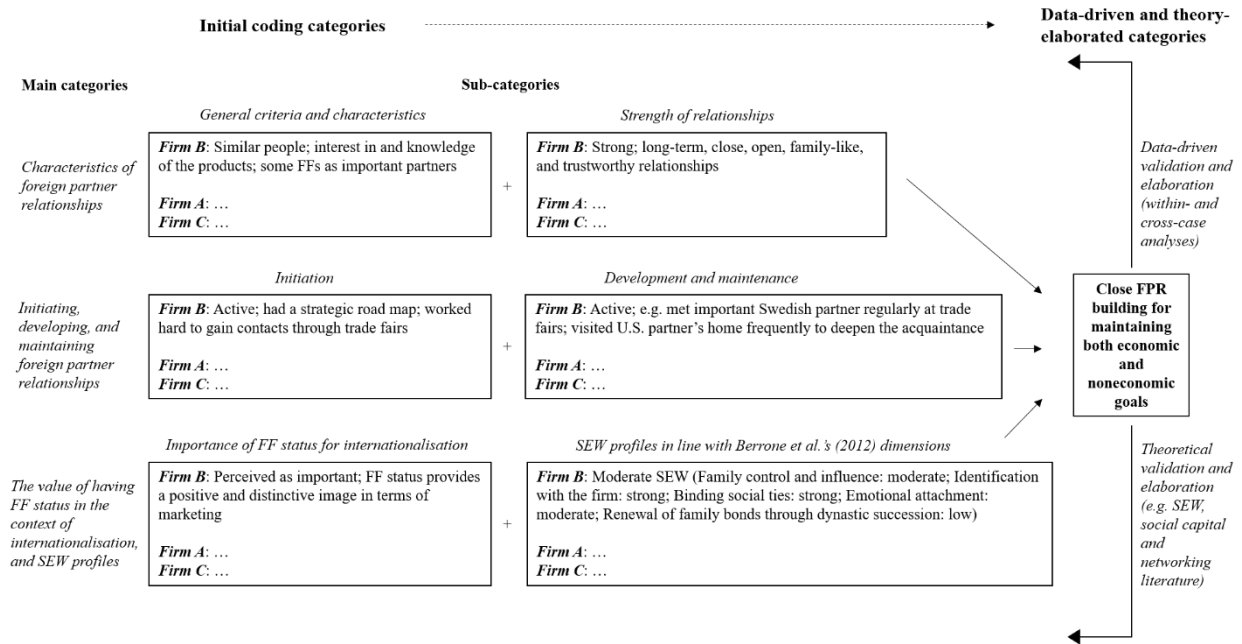 Initial coding categories
Data-driven and theory-
elaborated categories
Main categories
Sub-categories
General criteria and characteristics
Strength of relationships
Characteristics of
foreign partner
relationships
Firm B: Similar people; interest in and knowledge
of the products; some FFs as important partners
Firm A: …
Firm C: …
+
Firm B: Strong; long-term, close, open, family-like,
and trustworthy relationships
Firm A: …
Firm C: …
Data-driven
validation and
elaboration
(within- and
cross-case
analyses)
Initiation
Development and maintenance
Initiating,
developing, and
maintaining
foreign partner
relationships
Firm B: Active; had a strategic road map; worked
hard to gain contacts through trade fairs
Firm A: …
Firm C: …
+
Firm B: Active; e.g. met important Swedish partner regularly at trade
fairs; visited U.S. partner’s home frequently to deepen the acquaintance
Firm A: …
Firm C: …
Close FPR
building for
maintaining
both economic
and
noneconomic
goals
Importance of FF status for internationalisation
SEW profiles in line with Berrone et al.’s (2012) dimensions
The value of having
FF status in the
context of
internationalisation,
and SEW profiles
Firm B: Perceived as important; FF status provides
a positive and distinctive image in terms of
marketing
Firm A: …
Firm C: …
+
Firm B: Moderate SEW (Family control and influence: moderate; Identification
with the firm: strong; Binding social ties: strong; Emotional attachment:
moderate; Renewal of family bonds through dynastic succession: low)
Firm A: …
Firm C: …
Theoretical
validation and
elaboration
(e.g. SEW,
social capital
and
networking
literature)